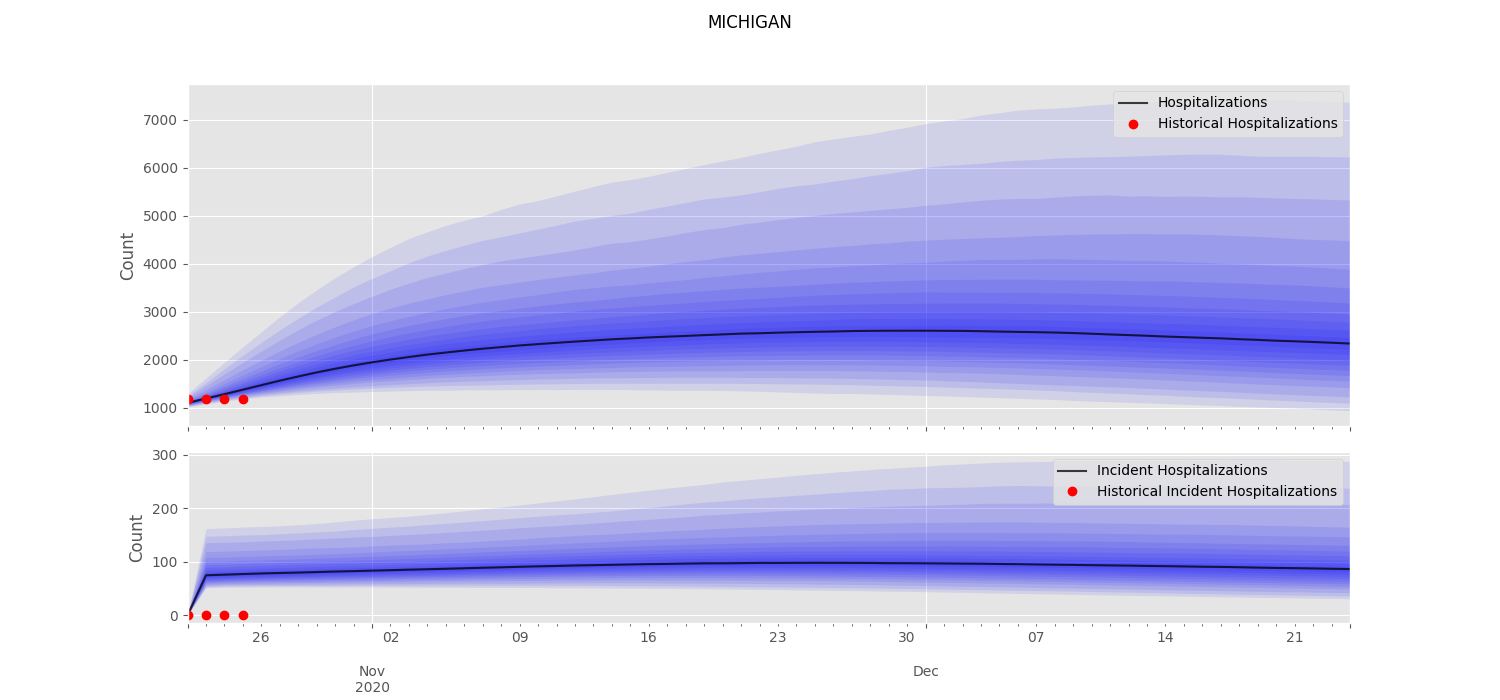 MICHIGAN
Hospitalizations
Historical Hospitalizations
Count
7000
6000
5000
4000
3000
2000
1000
Incident Hospitalizations
Historical Incident Hospitalizations
Count
300
200
100
0
26 02 09 16 23 30 07 14 21
Nov Dec
2020